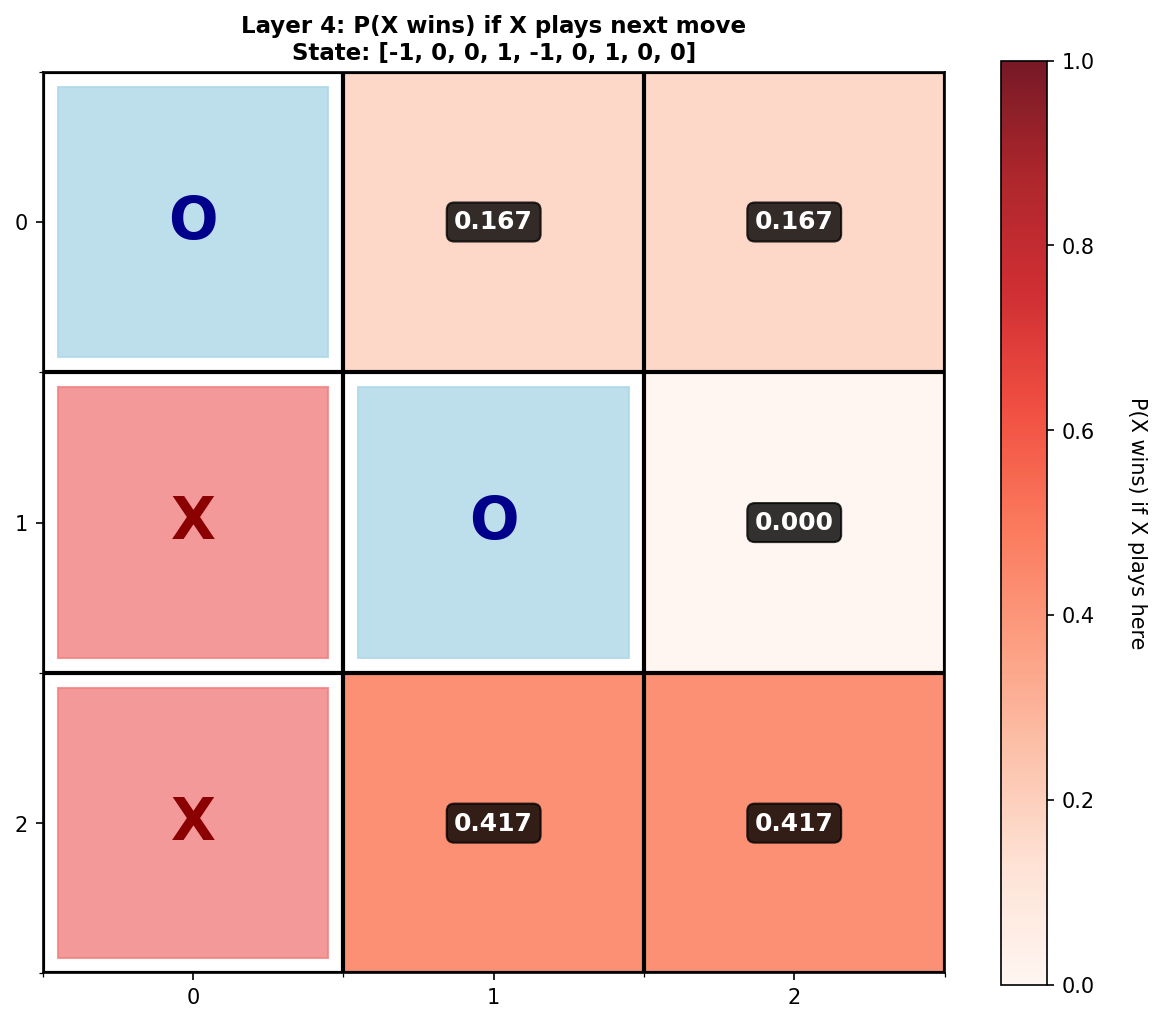 Layer 4: P(X wins) if X plays next move
State: [-1, 0, 0, 1, -1, 0, 1, 0, 0]
O
0.167
0.167
X
O
0.000
X
0.417
0.417
0
1
2
0
1
2
1.0
0.8
0.6
0.4
0.2
0.0
P(X wins) if X plays here